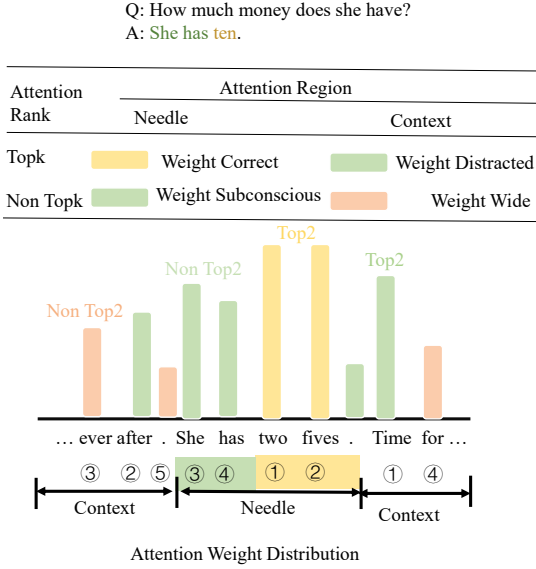 Q: How much money does she have?
A: She has ten.
Attention Rank
Attention Region
Needle
Context
Topk
Weight Correct
Weight Distracted
Non Topk
Weight Subconscious
Weight Wide
Top2
Non Top2
Top2
Non Top2
... ever after . She has two fives . Time for ...
③ ② ⑤ ③ ④ ① ② ① ④
Context
Needle
Context
Attention Weight Distribution